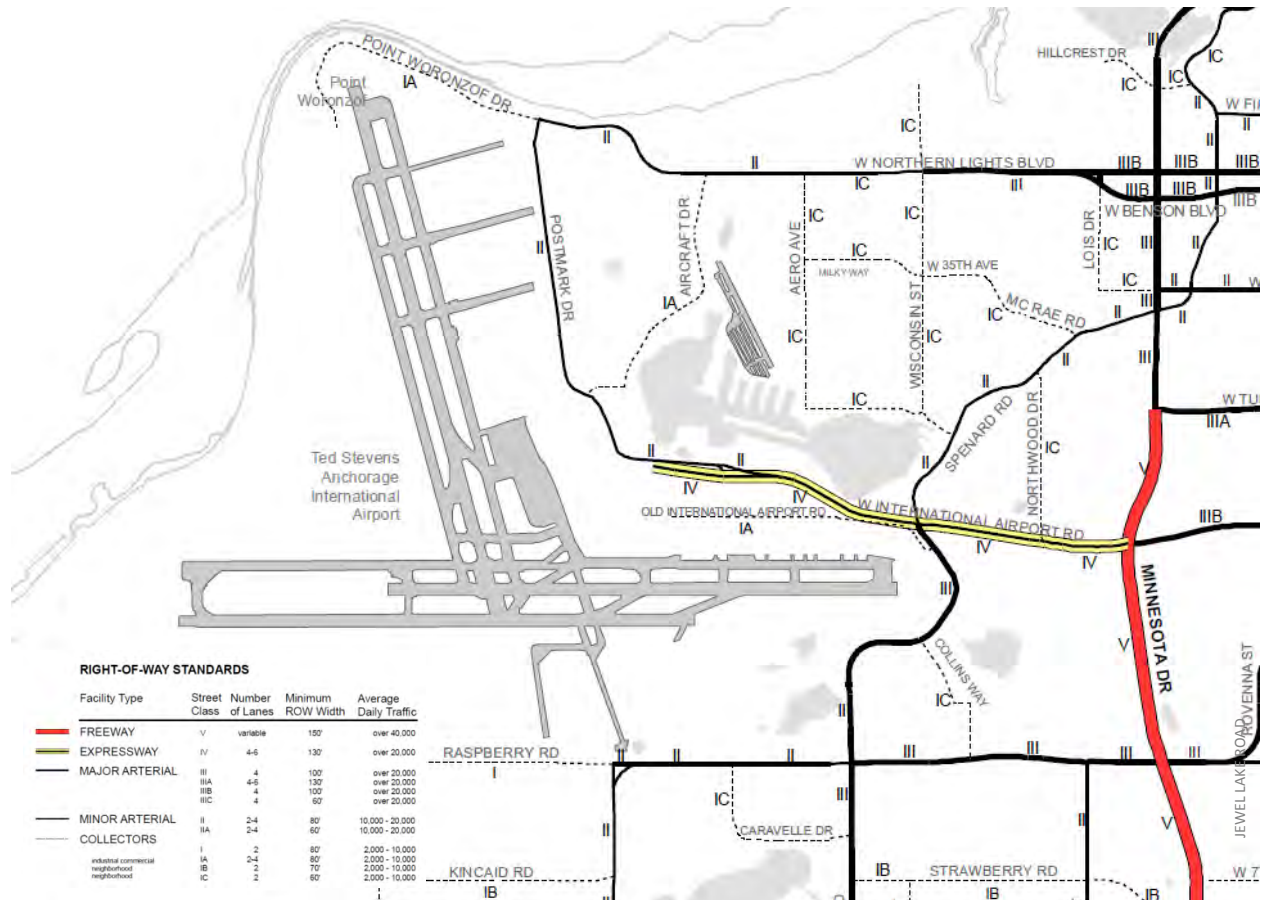 HILLCREST DR
III
IC
IC
IC
IC
POINT WORONZOF DR
IA
Point
Woronzof
II
W FI
II
II
II
IC
II
W NORTHERN LIGHTS BLVD
IC
III
IIIB
IIIB
IIIB
IIIB
IIIB
II
IIIB
W BENSON BLVD
POSTMARK DR
II
AIRCRAFT DR
IA
AERO AVE
IC
IC
MILKY WAY
IC
W 35TH AVE
WISCONSIN ST
IC
IC
LOIS DR
IC
IC
III
II
III
II
II
W
MC RAE RD
IC
II
II
II
III
IC
IC
II
SPENARD RD
II
NORTHWOOD DR
IC
W TU
IIIA
V
Ted Stevens
Anchorage
International
Airport
II
II
IV
IV
W INTERNATIONAL AIRPORT RD
OLD INTERNATIONAL AIRPORT RD
IA
IV
IV
IIIB
III
MINNESOTA DR
V
COLLINS WAY
IC
II
JEWEL LAKE ROAD
ROVENNA ST
RIGHT-OF-WAY STANDARDS
Facility Type Street Class Number of Lanes Minimum ROW Width Average Daily Traffic
FREEWAY V variable 150' over 40,000
EXPRESSWAY IV 4-6 130' over 20,000
MAJOR ARTERIAL III 4 100' over 20,000
IIIA 4-6 130' over 20,000
IIIB 4 100' over 20,000
IIIC 4 60' over 20,000
MINOR ARTERIAL II 2-4 80' 10,000 - 20,000
IIA 2-4 60' 10,000 - 20,000
COLLECTORS
I 2 80' 2,000 - 10,000
industrial commercial IA 2-4 80' 2,000 - 10,000
neighborhood IB 2 70' 2,000 - 10,000
neighborhood IC 2 60' 2,000 - 10,000
RASPBERRY RD
I
II
II
II
III
III
III
III
IC
CARAVELLE DR
III
II
II
V
KINCAID RD
IB
II
IB
STRAWBERRY RD
IB
IB
W 7